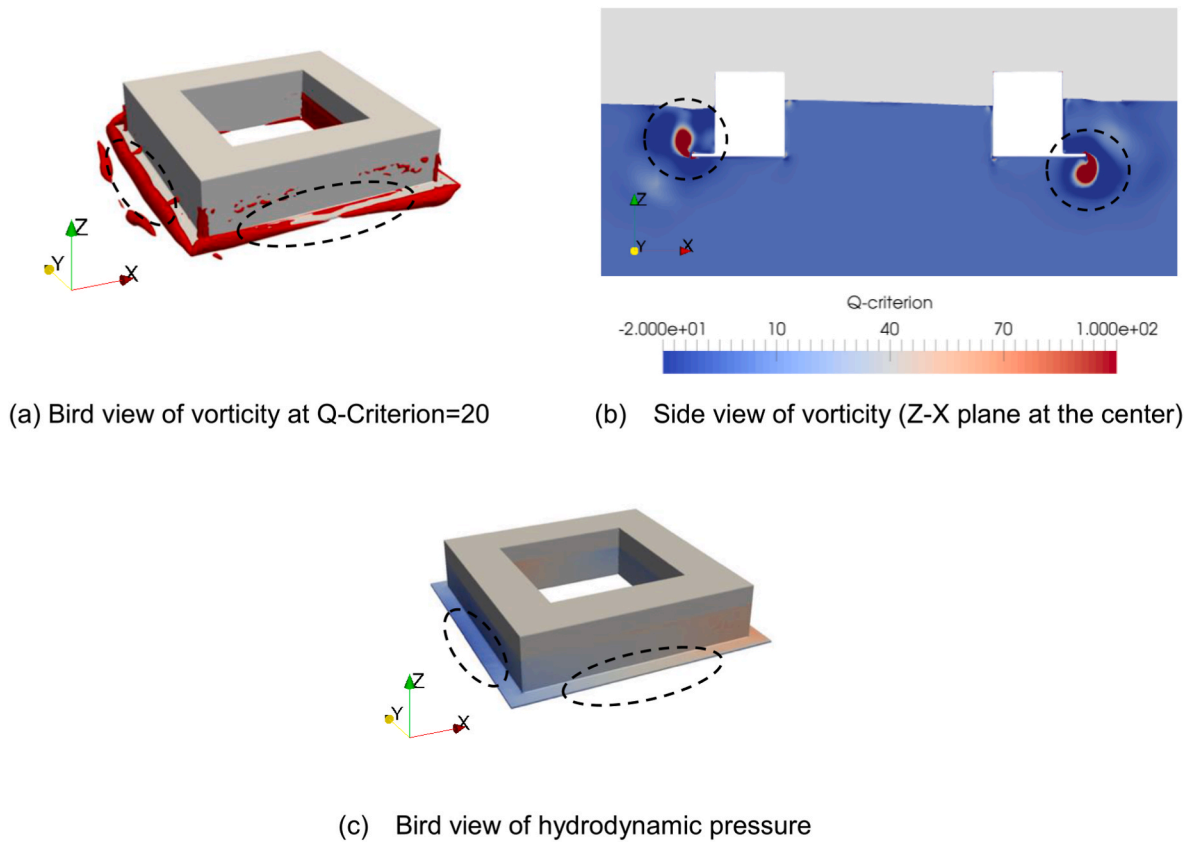 Z
Y
X
Z
Y
X
Q-criterion
-2.000e+01 10 40 70 1.000e+02
(a) Bird view of vorticity at Q-Criterion=20
(b) Side view of vorticity (Z-X plane at the center)
Z
Y
X
(c) Bird view of hydrodynamic pressure